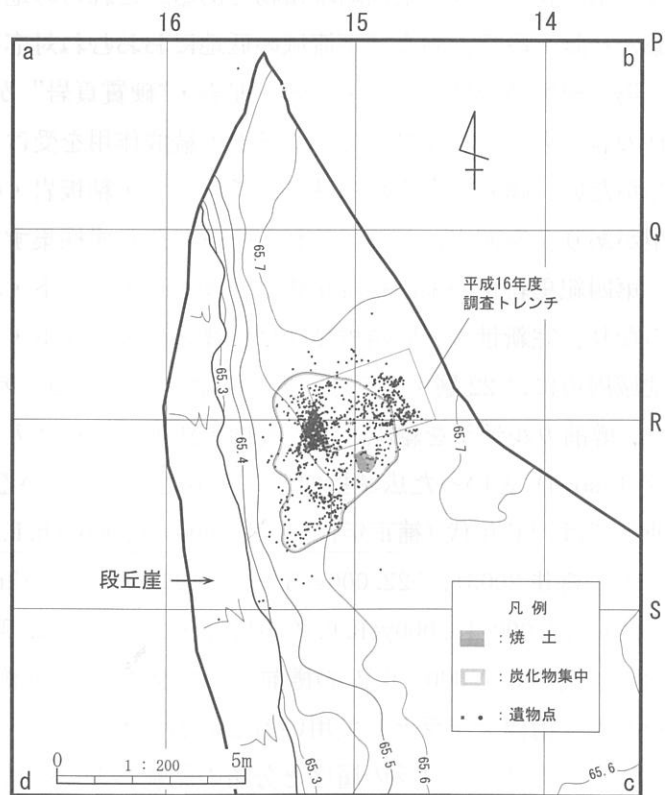 16 15 14
P
a b
Q
65.7
平成16年度
調査トレンチ
65.3
65.4
R
65.7
段丘崖
S
凡 例
:焼 土
:炭化物集中
:遺物点
0 1:200 5m
65.3
65.5
65.6
65.6
d c